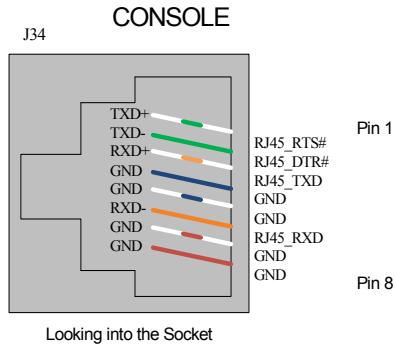 CONSOLE
J34
TXD+
TXD-
RXD+
GND
GND
RXD-
GND
GND
RJ45_RTS#
RJ45_DTR#
RJ45_TXD
GND
GND
RJ45_RXD
GND
GND
Pin 1
Pin 8
Looking into the Socket